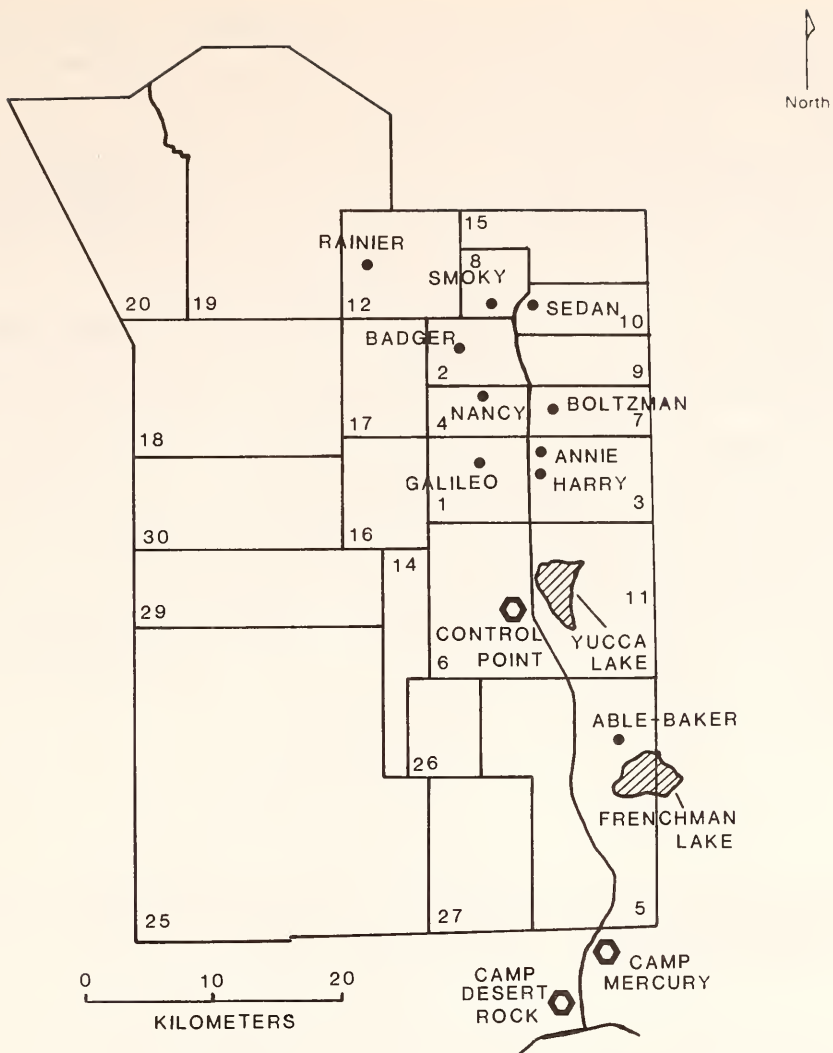 North
15
RAINIER
8
SMOKY
20
19
12
SEDAN
10
BADGER
2
9
NANCY
BOLTZMAN
18
17
4
7
ANNIE
GALILEO
HARRY
1
3
30
16
14
29
11
CONTROL
POINT
YUCCA
LAKE
6
ABLE-BAKER
26
FRENCHMAN
LAKE
25
27
5
0 10 20
KILOMETERS
CAMP
DESERT
ROCK
CAMP
MERCURY